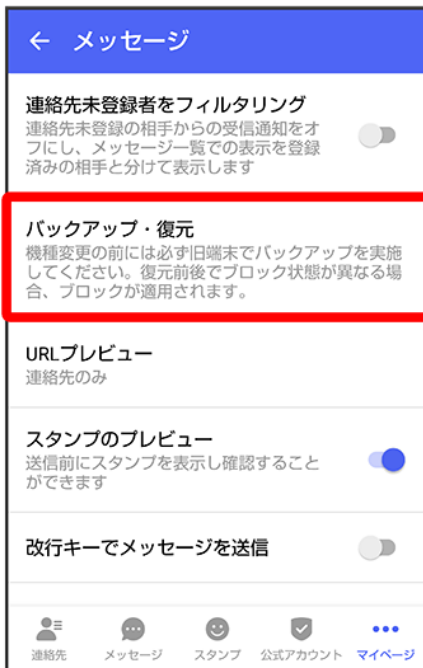 ← メッセージ
連絡先未登録者をフィルタリング
連絡先未登録の相手からの受信通知をオ
フにし、メッセージ一覧での表示を登録
済みの相手と分けて表示します
バックアップ・復元
機種変更の前には必ず旧端末でバックアップを実施
してください。復元前後でブロック状態が異なる場
合、ブロックが適用されます。
URLプレビュー
連絡先のみ
スタンプのプレビュー
送信前にスタンプを表示し確認すること
ができます
改行キーでメッセージを送信
連絡先 メッセージ スタンプ 公式アカウント マイページ